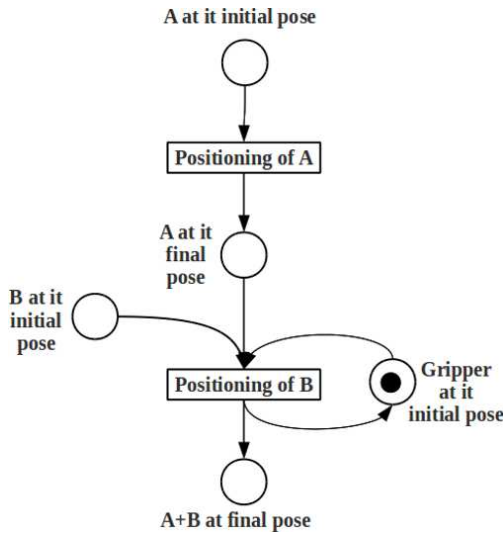 A at it initial pose
Positioning of A
A at it
final
pose
B at it
initial
pose
Positioning of B
Gripper
at it
initial pose
A+B at final pose